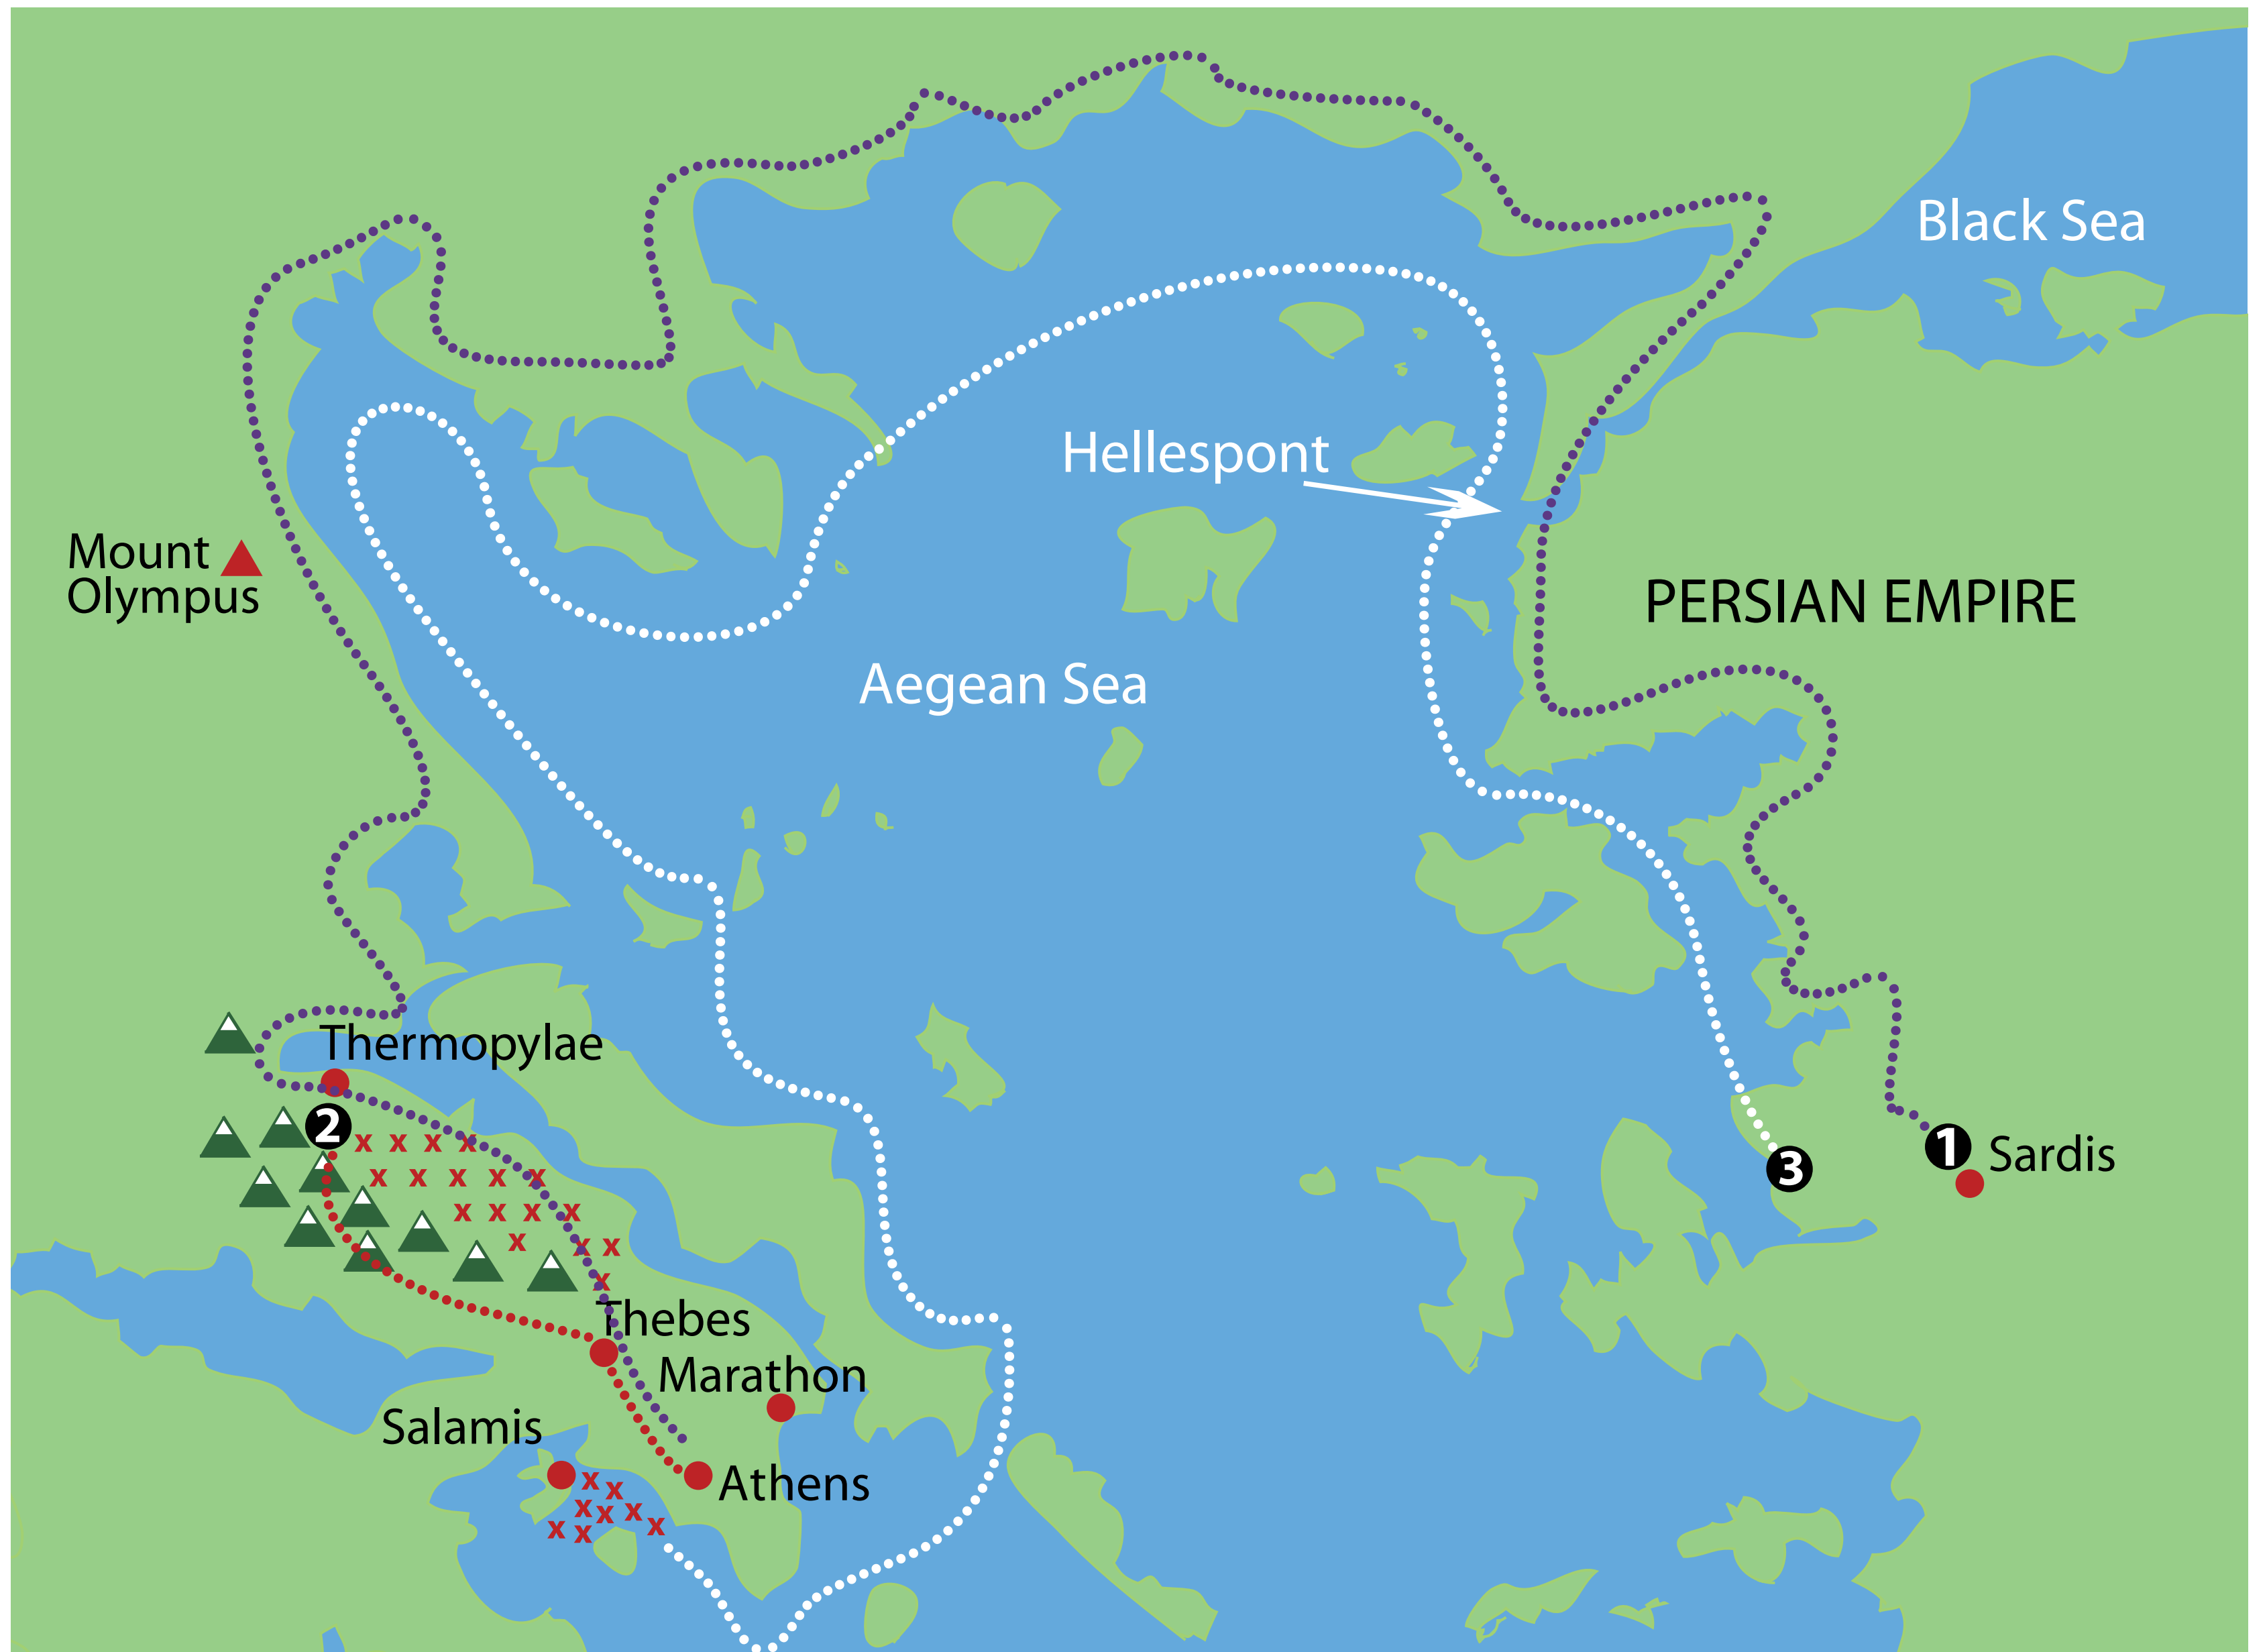 Black Sea
Hellespont
Mount
Olympus
PERSIAN EMPIRE
Aegean Sea
Thermopylae
2
x x x x
1
Sardis
3
x x x x x
x x x x
x x x
x
Thebes
Marathon
Salamis
Athens
x x
x x x
x x x